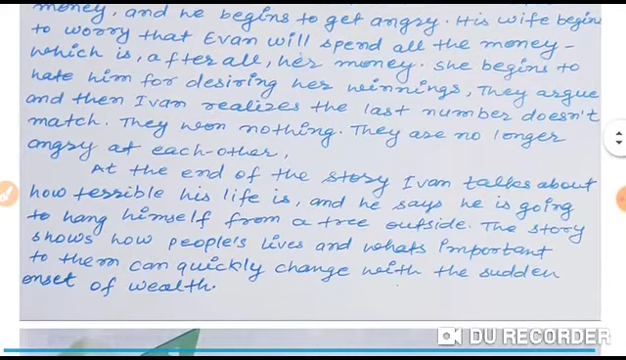 money, and he begins to get angry. His wife begin
to worry that Evan will spend all the money -
which is, after all, her money. She begins to
hate him for desiring her winnings, They argue
and then Ivan realizes the last number doesn't
match. They won nothing. They are no longer
angry at each-other,
At the end of the story Ivan talks about
how terrible his life is, and he says he is going
to hang himself from a tree outside. The story
shows how people's lives and whats important
to them can quickly change with the sudden
onset of wealth.
DU RECORDER